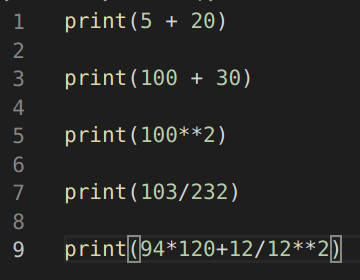 1 print(5 + 20)
2
3 print(100 + 30)
4
5 print(100**2)
6
7 print(103/232)
8
9 print(94*120+12/12**2)